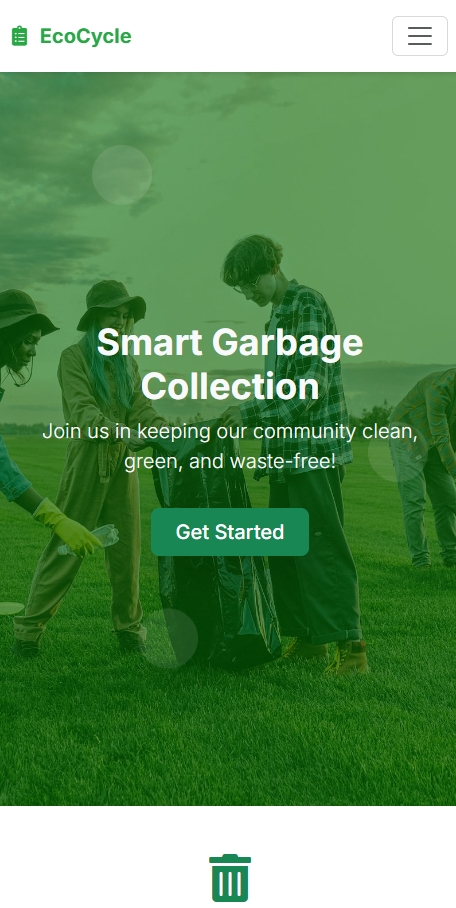 EcoCycle
Smart Garbage
Collection
Join us in keeping our community clean,
green, and waste-free!
Get Started